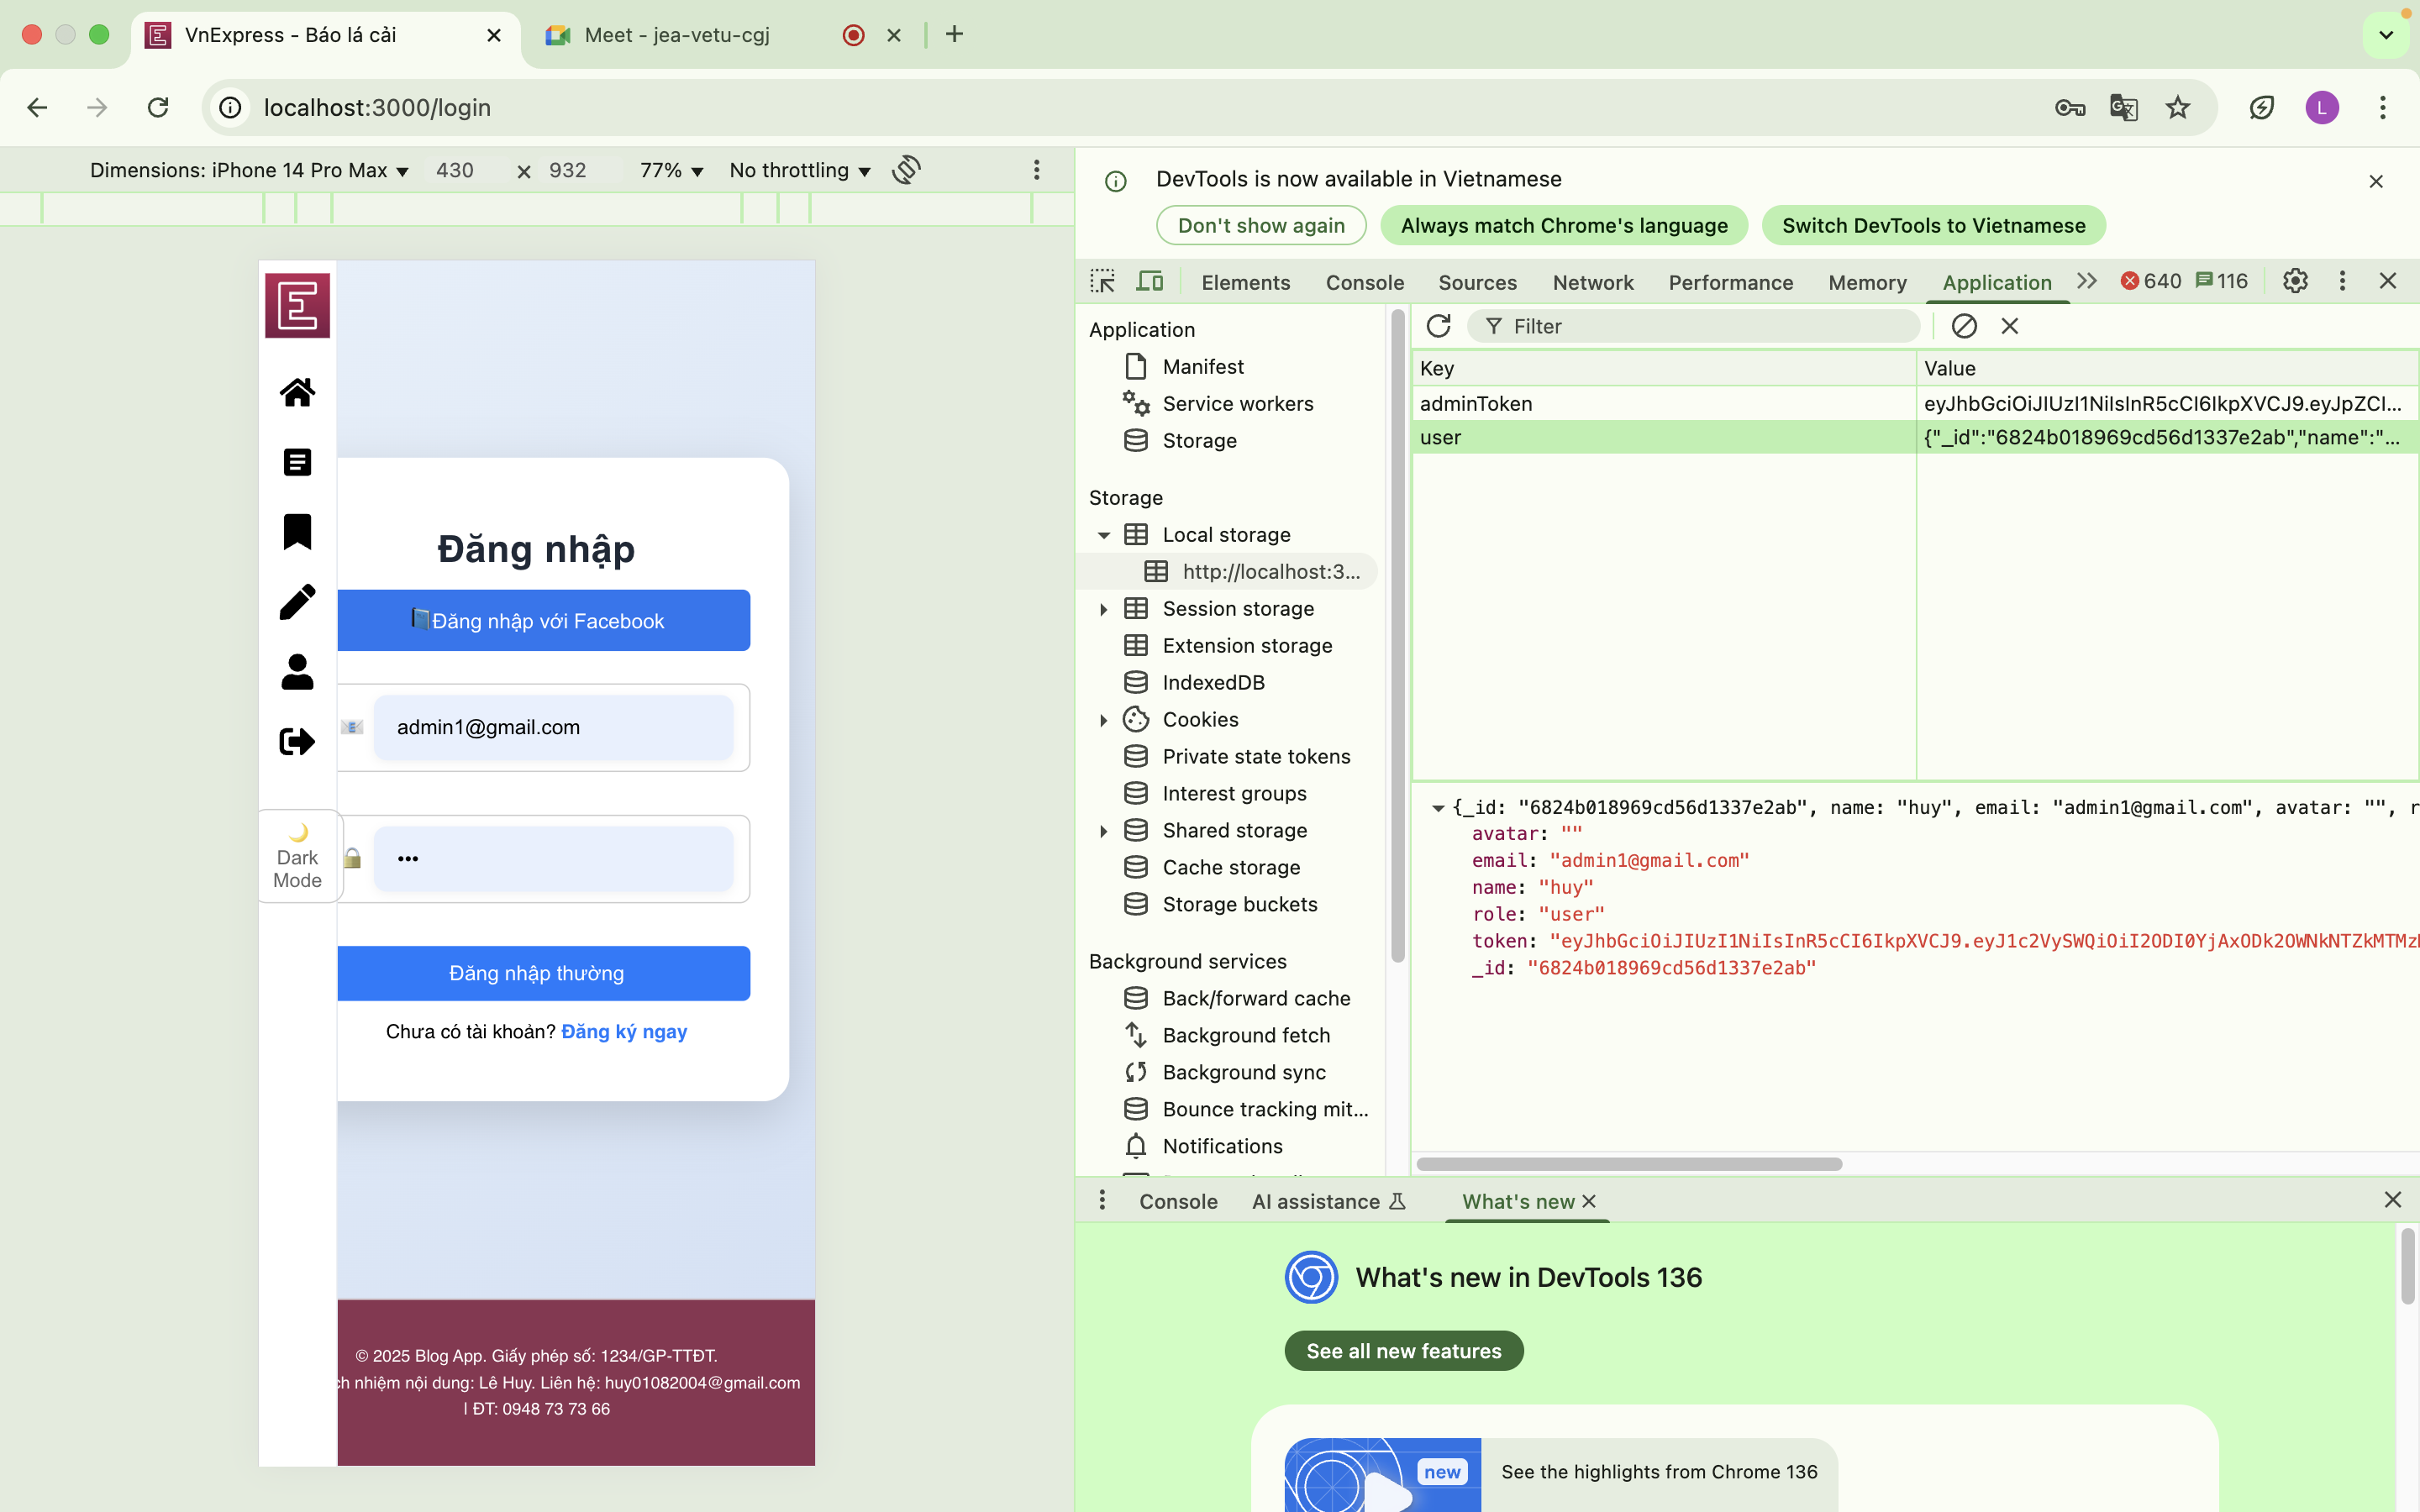 VnExpress - Báo lá cải
Meet - jea-vetu-cgj
localhost:3000/login
L
Dimensions: iPhone 14 Pro Max
430 × 932
77%
No throttling
DevTools is now available in Vietnamese
Don't show again
Always match Chrome's language
Switch DevTools to Vietnamese
Elements Console Sources Network Performance Memory Application 640 116
E
Dark
Mode
Đăng nhập
Đăng nhập với Facebook
admin1@gmail.com
•••
Đăng nhập thường
Chưa có tài khoản? Đăng ký ngay
© 2025 Blog App. Giấy phép số: 1234/GP-TTĐT.
ch nhiệm nội dung: Lê Huy. Liên hệ: huy01082004@gmail.com
| ĐT: 0948 73 73 66
Application
Manifest
Service workers
Storage
Storage
Local storage
http://localhost:3...
Session storage
Extension storage
IndexedDB
Cookies
Private state tokens
Interest groups
Shared storage
Cache storage
Storage buckets
Background services
Back/forward cache
Background fetch
Background sync
Bounce tracking mit...
Notifications
Filter
Key Value
adminToken eyJhbGciOiJIUzI1NiIsInR5cCI6IkpXVCJ9.eyJpZCI...
user {"_id":"6824b018969cd56d1337e2ab","name":"...
{_id: "6824b018969cd56d1337e2ab", name: "huy", email: "admin1@gmail.com", avatar: "", r
avatar: ""
email: "admin1@gmail.com"
name: "huy"
role: "user"
token: "eyJhbGciOiJIUzI1NiIsInR5cCI6IkpXVCJ9.eyJ1c2VySWQiOiI2ODI0YjAxODk2OWNkNTZkMTMz
_id: "6824b018969cd56d1337e2ab"
Console AI assistance What's new
What's new in DevTools 136
See all new features
new
See the highlights from Chrome 136